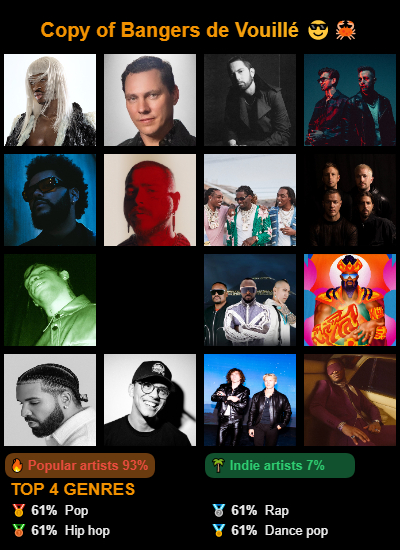 Copy of Bangers de Vouillé 😎 🦀
🔥 Popular artists 93%
🌴 Indie artists 7%
TOP 4 GENRES
🥇 61% Pop
🥈 61% Rap
🥉 61% Hip hop
🏅 61% Dance pop